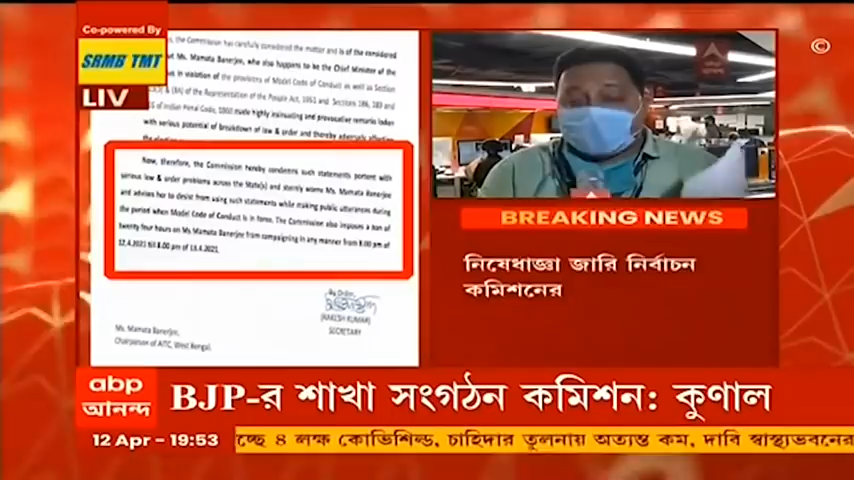 Co-powered By
SRMB TMT
LIVE
, the Commission has carefully considered the matter and is of the considered
Ms. Mamata Banerjee, who also happens to be the Chief Minister of the
in violation of the provisions of Model Code of Conduct as well as Section
of the Representation of the People Act, 1951 and Sections 186, 189 and
of Indian Penal Code, 1860 made highly insinuating and provocative remarks laden
with serious potential of breakdown of law & order and thereby adversely affecting
Now, therefore, the Commission hereby condemns such statements portent with
serious law & order problems across the State(s) and sternly warns Ms. Mamata Banerjee
and advises her to desist from using such statements while making public utterances during
the period when Model Code of Conduct is in force. The Commission also imposes a ban of
twenty four hours on Ms Mamata Banerjee from campaigning in any manner from 8.00 pm of
12.4.2021 till 8.00 pm of 13.4.2021.
By Order,
(RAKESH KUMAR)
SECRETARY
Ms. Mamata Banerjee,
Chairperson of AITC, West Bengal.
©
BREAKING NEWS
নিষেধাজ্ঞা জারি নির্বাচন
কমিশনের
abp
আনন্দ
BJP-র শাখা সংগঠন কমিশন: কুণাল
12 Apr – 19:53
চ্ছে ৪ লক্ষ কোভিশিল্ড, চাহিদার তুলনায় অত্যন্ত কম, দাবি স্বাস্থ্যভবনের